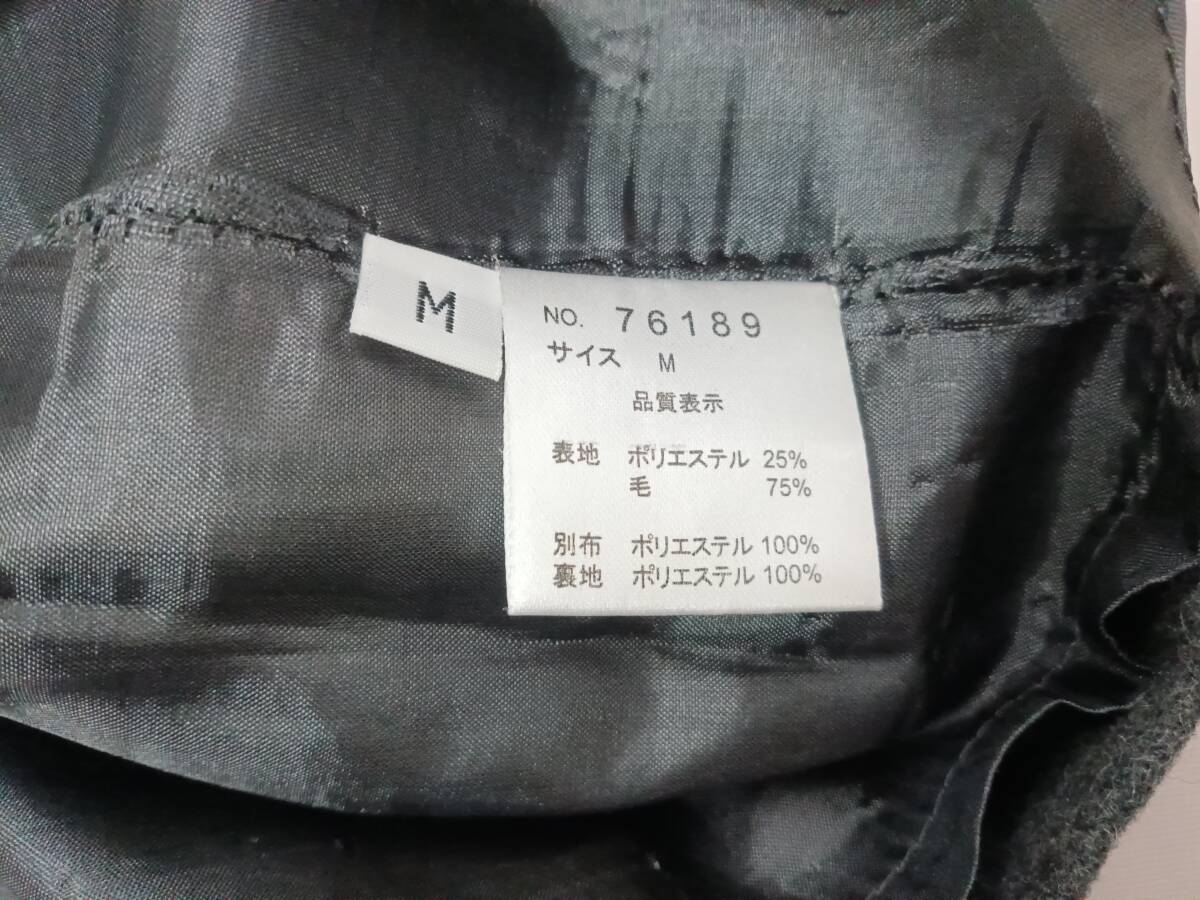 M
NO. 76189
サイズ M
品質表示
表地 ポリエステル 25%
毛 75%
別布 ポリエステル 100%
裏地 ポリエステル 100%